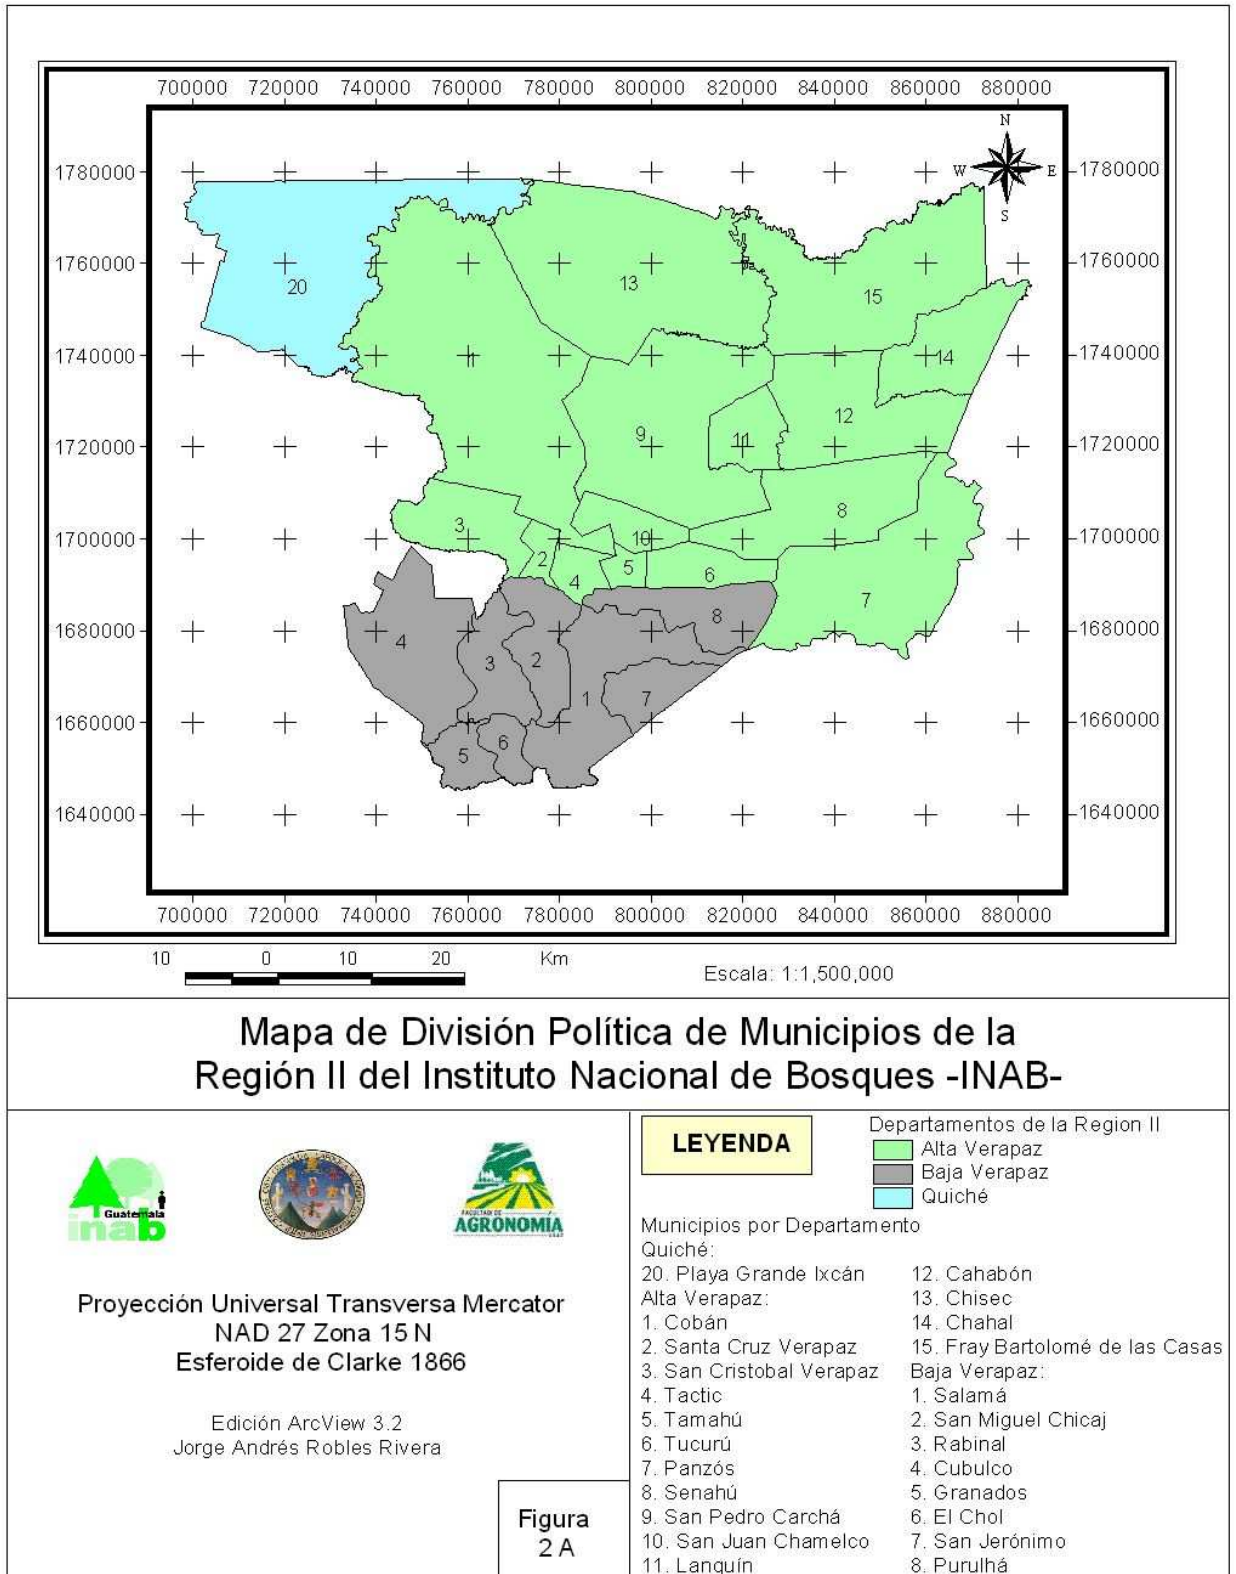 700000 720000 740000 760000 780000 800000 820000 840000 860000 880000
N
W E
S
1780000 1780000
1760000 1760000
20 13 15
1740000 1740000
1 14
12
9 11
1720000 1720000
3 8
1700000 1700000
10
2 4 5 6
7
1680000 1680000
4 3 2 8
1 7
1660000 1660000
5 6
1640000 1640000
700000 720000 740000 760000 780000 800000 820000 840000 860000 880000
10 0 10 20 Km
Escala: 1:1,500,000
Mapa de División Política de Municipios de la
Región II del Instituto Nacional de Bosques -INAB-
Guatemala
inab
FACULTAD DE
AGRONOMÍA
Proyección Universal Transversa Mercator
NAD 27 Zona 15 N
Esferoide de Clarke 1866
Edición ArcView 3.2
Jorge Andrés Robles Rivera
Figura
2 A
LEYENDA
Departamentos de la Region II
Alta Verapaz
Baja Verapaz
Quiché
Municipios por Departamento
Quiché:
20. Playa Grande Ixcán
Alta Verapaz:
1. Cobán
2. Santa Cruz Verapaz
3. San Cristobal Verapaz
4. Tactic
5. Tamahú
6. Tucurú
7. Panzós
8. Senahú
9. San Pedro Carchá
10. San Juan Chamelco
11. Lanquín
12. Cahabón
13. Chisec
14. Chahal
15. Fray Bartolomé de las Casas
Baja Verapaz:
1. Salamá
2. San Miguel Chicaj
3. Rabinal
4. Cubulco
5. Granados
6. El Chol
7. San Jerónimo
8. Purulhá